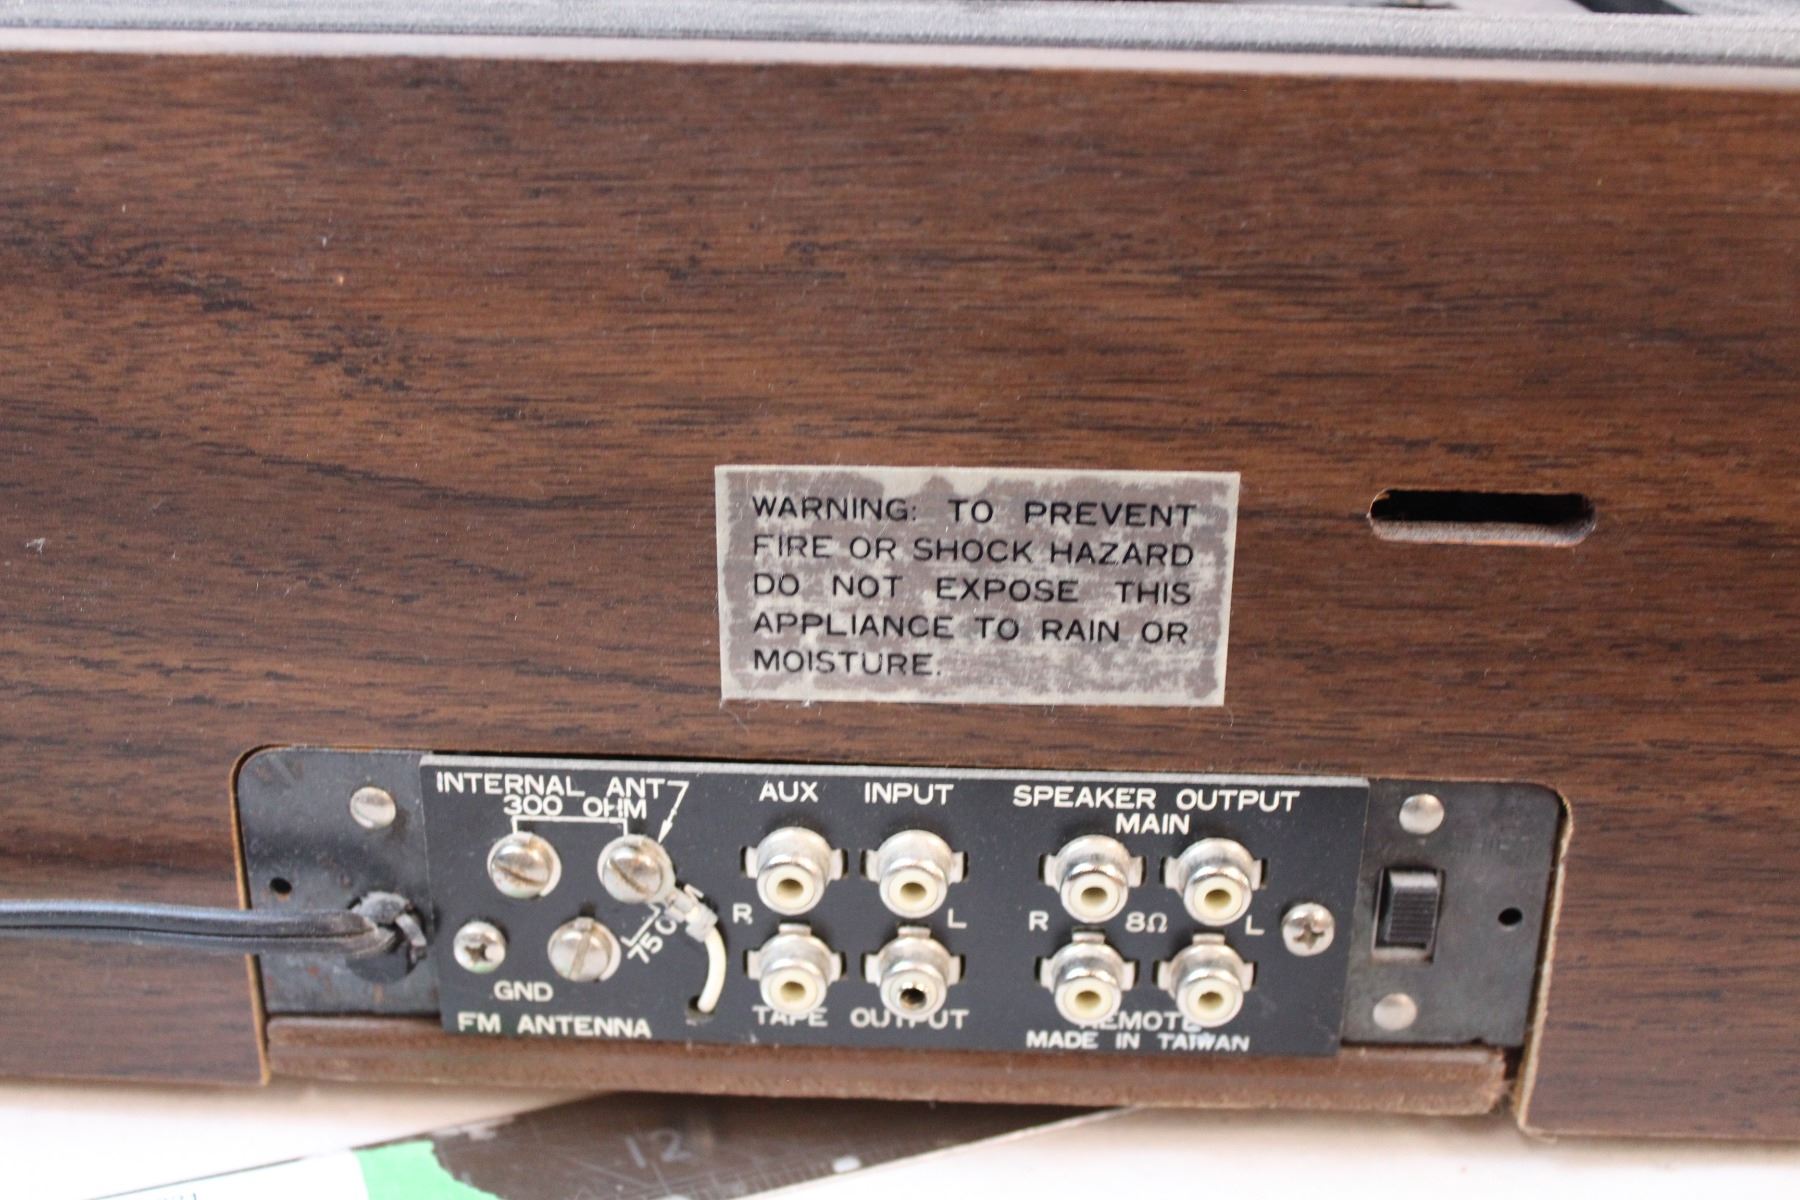 WARNING: TO PREVENT
FIRE OR SHOCK HAZARD
DO NOT EXPOSE THIS
APPLIANCE TO RAIN OR
MOISTURE.
INTERNAL ANT
300 OHM
75
GND
FM ANTENNA
AUX INPUT
R L
TAPE OUTPUT
SPEAKER OUTPUT
MAIN
R 8Ω L
REMOTE
MADE IN TAIWAN
12